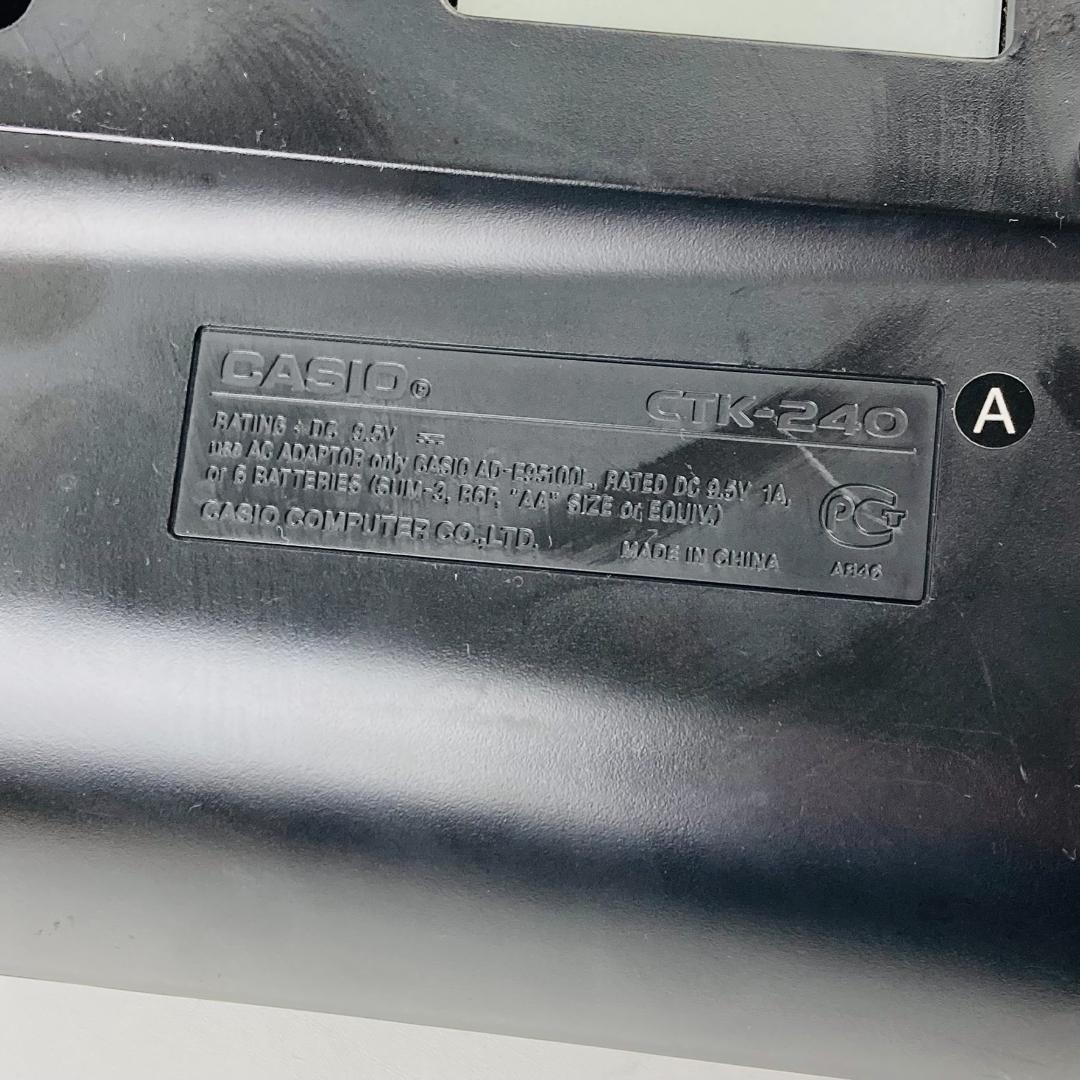 CASIO®
CTK-240
RATING : DC 9.5V ⎓
use AC ADAPTOR only CASIO AD-E95100L, RATED DC 9.5V 1A,
or 6 BATTERIES (SUM-3, R6P, "AA" SIZE or EQUIV.)
CASIO COMPUTER CO.,LTD.
MADE IN CHINA
PCT
A